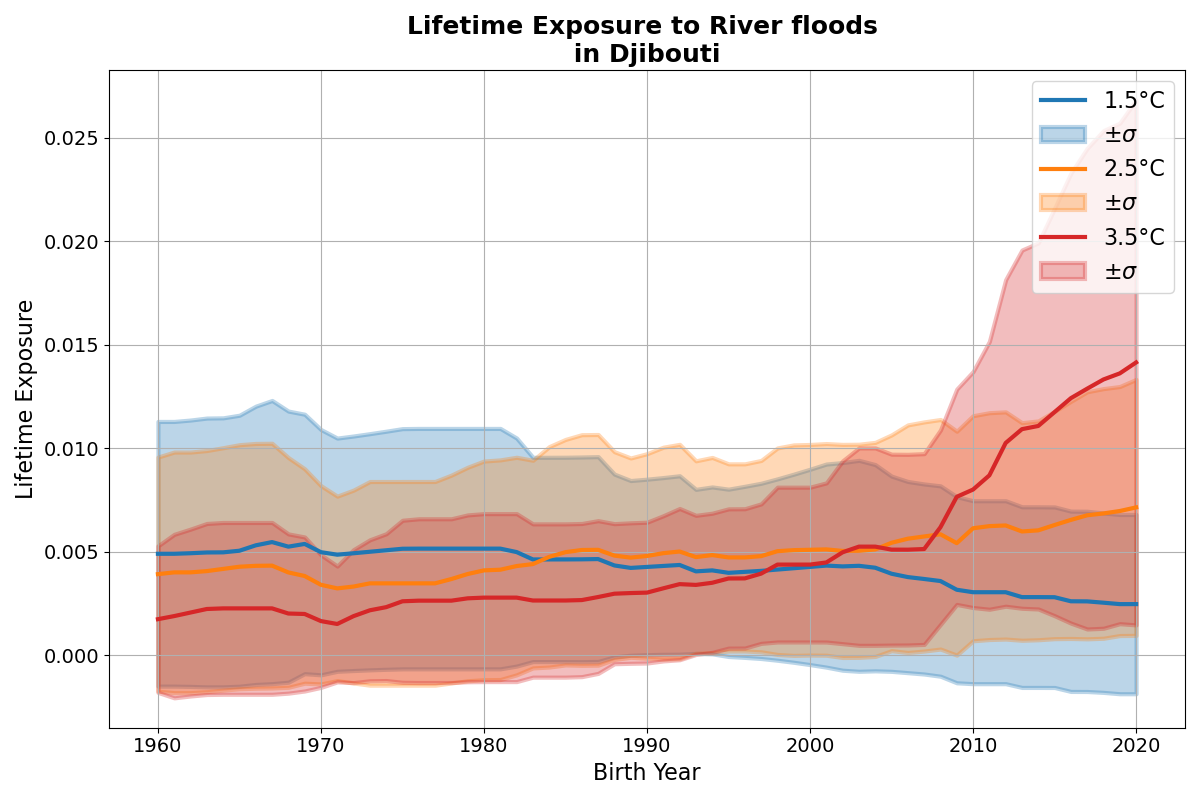 Lifetime Exposure to River floods
in Djibouti
Lifetime Exposure
0.025
0.020
0.015
0.010
0.005
0.000
1.5°C
±σ
2.5°C
±σ
3.5°C
±σ
1960 1970 1980 1990 2000 2010 2020
Birth Year